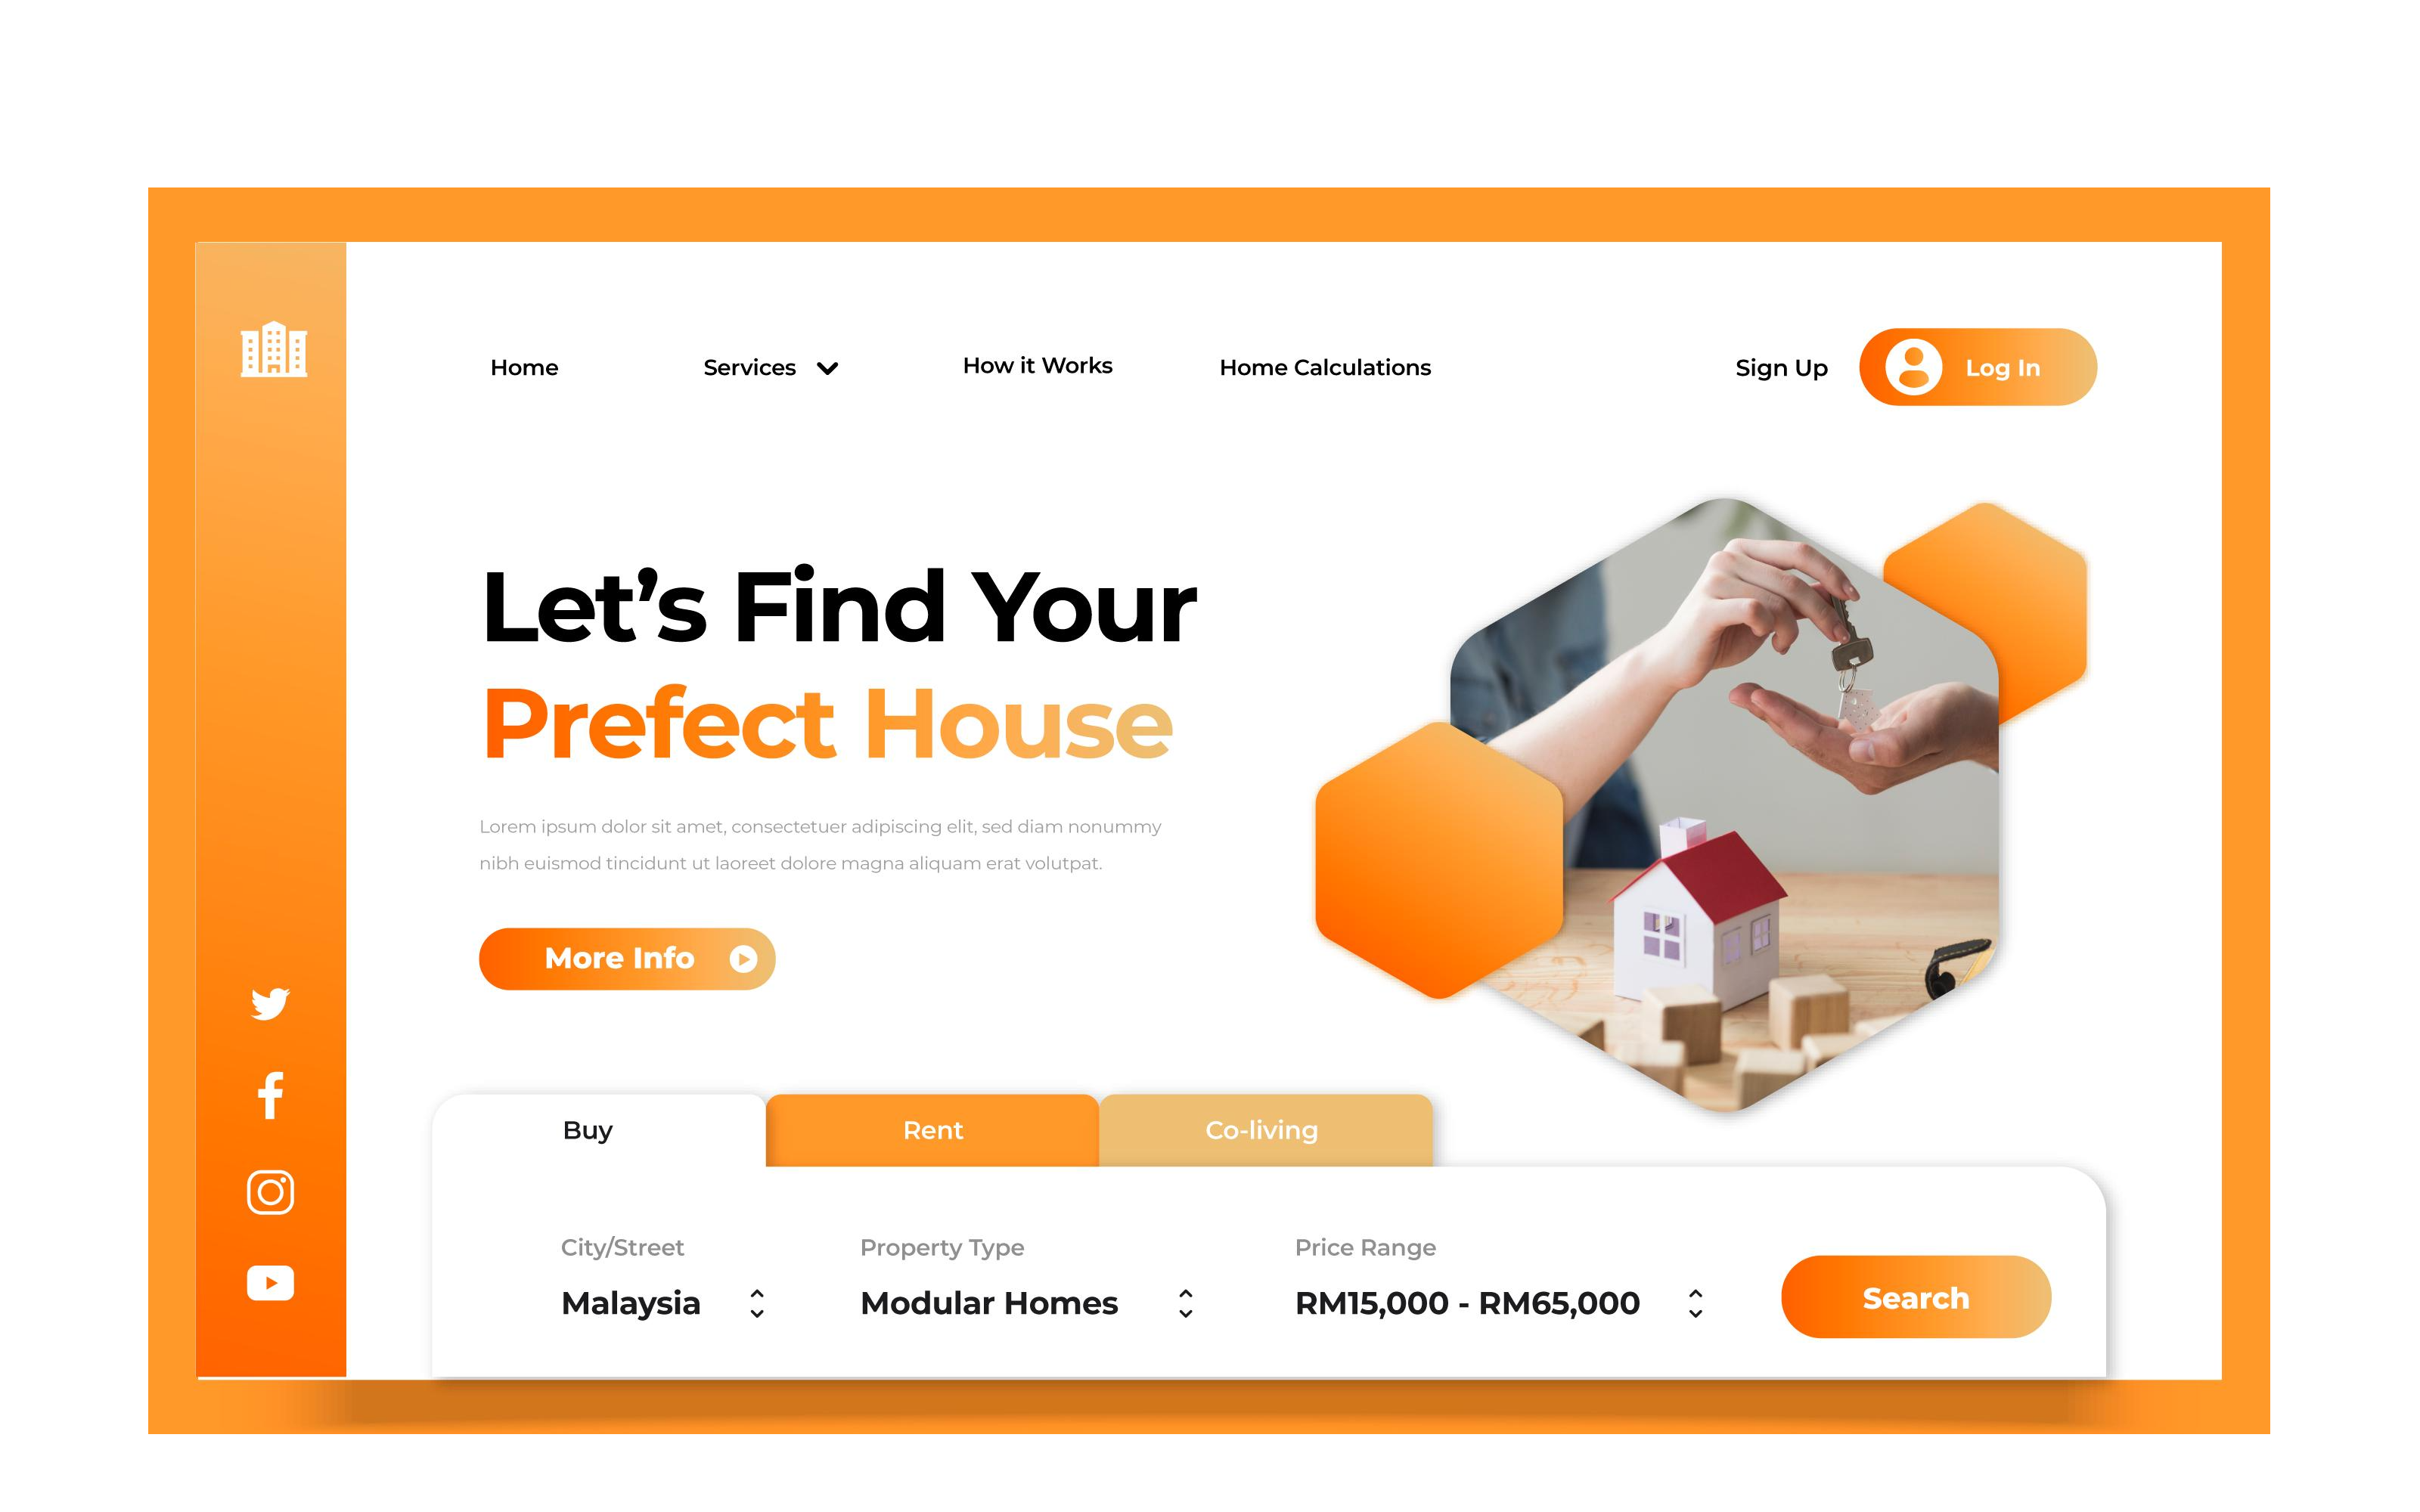 Home
Services
How it Works
Home Calculations
Sign Up
Log In
Let’s Find Your
Prefect House
Lorem ipsum dolor sit amet, consectetuer adipiscing elit, sed diam nonummy
nibh euismod tincidunt ut laoreet dolore magna aliquam erat volutpat.
More Info
Buy
Rent
Co-living
City/Street
Property Type
Price Range
Malaysia
Modular Homes
RM15,000 - RM65,000
Search